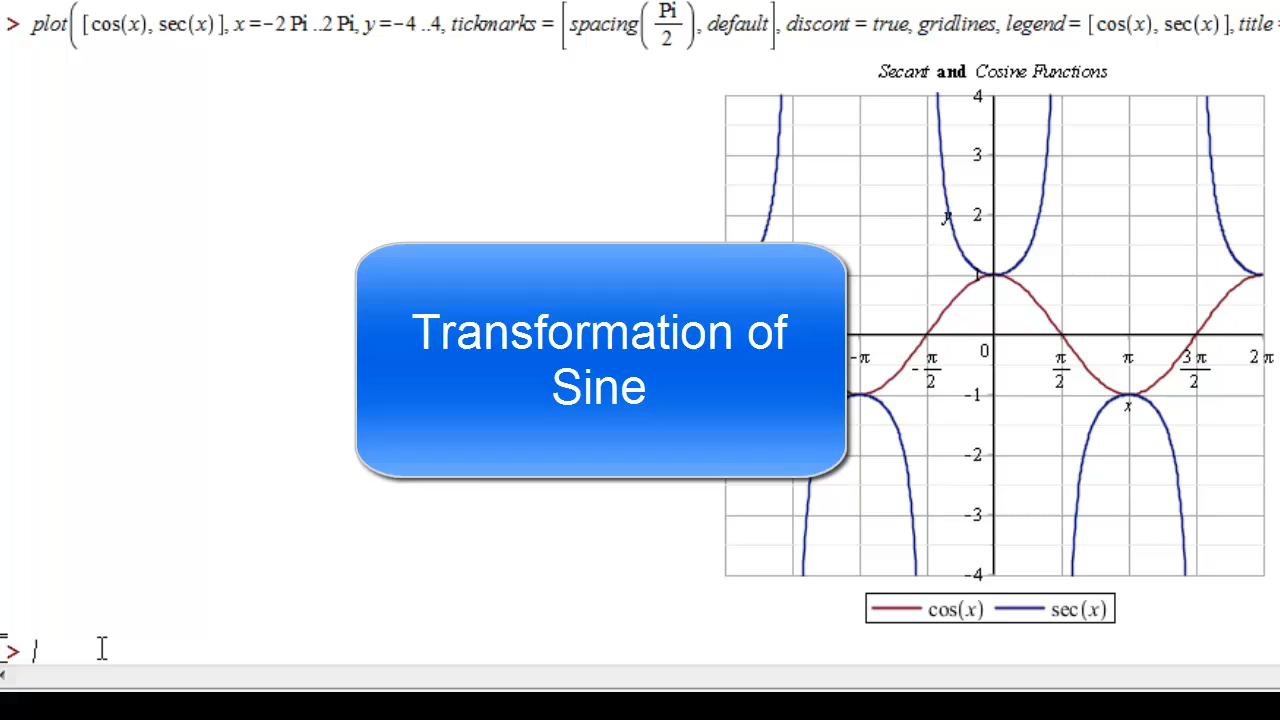 > plot([cos(x), sec(x)], x = −2 Pi ..2 Pi, y = −4 ..4, tickmarks = [spacing(Pi/2), default], discont = true, gridlines, legend = [cos(x), sec(x)], title =
Secant and Cosine Functions
4
3
2
y
1
Transformation of
Sine
-π
-π/2
0
π/2
π
3π/2
2π
-1
x
-2
-3
-4
cos(x) sec(x)
>